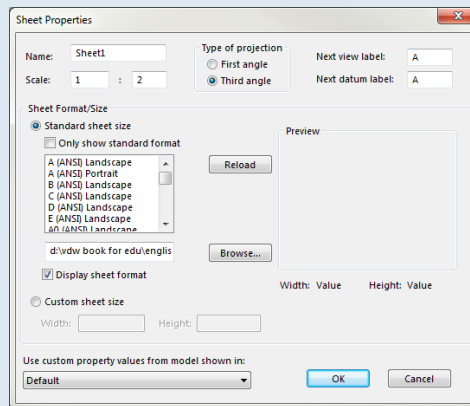 Sheet Properties
Name: Sheet1
Scale: 1 : 2
Type of projection
First angle
Third angle
Next view label: A
Next datum label: A
Sheet Format/Size
Standard sheet size
Only show standard format
A (ANSI) Landscape
A (ANSI) Portrait
B (ANSI) Landscape
C (ANSI) Landscape
D (ANSI) Landscape
E (ANSI) Landscape
A0 (ANSI) Landscape
Reload
d:\vdw book for edu\englis
Browse...
Display sheet format
Custom sheet size
Width:
Height:
Preview
Width: Value Height: Value
Use custom property values from model shown in:
Default
OK
Cancel